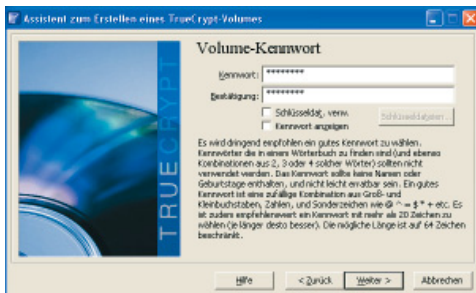 Assistent zum Erstellen eines TrueCrypt-Volumes
TRUECRYPT
Volume-Kennwort
Kennwort: ********
Bestätigung: ********
Schlüsseldat. verw. Schlüsseldateien...
Kennwort anzeigen
Es wird dringend empfohlen ein gutes Kennwort zu wählen.
Kennwörter die in einem Wörterbuch zu finden sind (und ebenso
Kombinationen aus 2, 3 oder 4 solcher Wörter) sollten nicht
verwendet werden. Das Kennwort sollte keine Namen oder
Geburtstage enthalten, und nicht leicht erratbar sein. Ein gutes
Kennwort ist eine zufällige Kombination aus Groß- und
Kleinbuchstaben, Zahlen, und Sonderzeichen wie @ ^ = $ * + etc. Es
ist zudem empfehlenswert ein Kennwort mit mehr als 20 Zeichen zu
wählen (je länger desto besser). Die mögliche Länge ist auf 64 Zeichen
beschränkt.
Hilfe < Zurück Weiter > Abbrechen